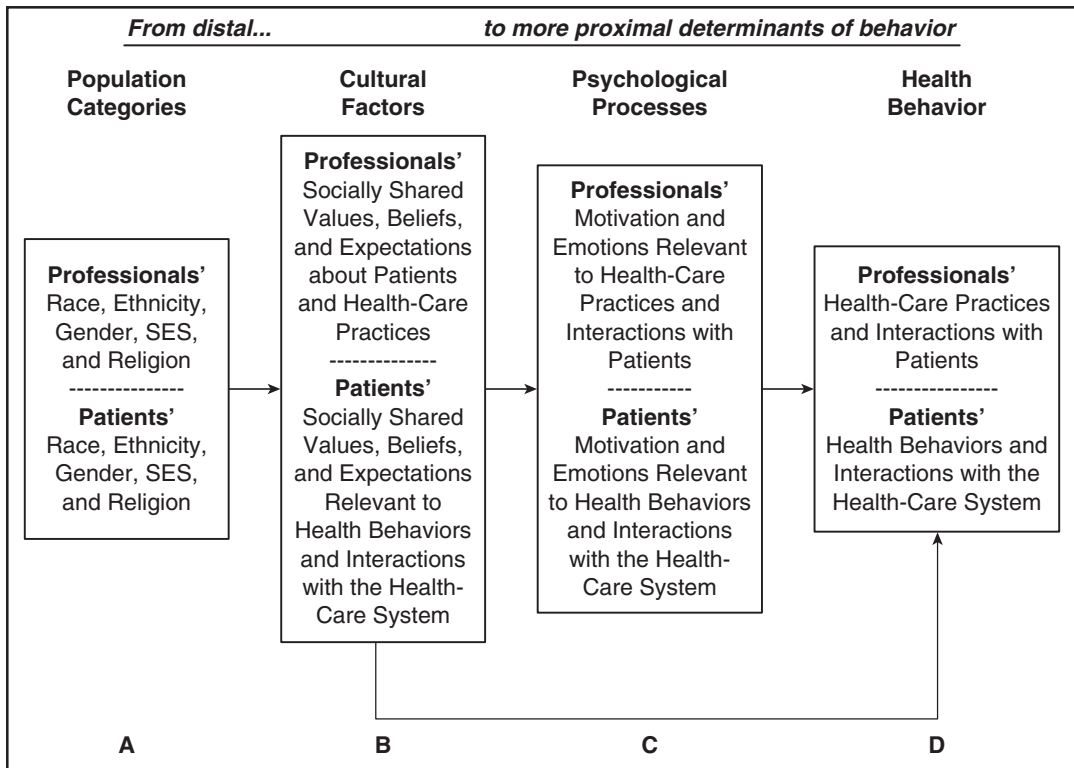 From distal... to more proximal determinants of behavior
Population
Categories
Cultural
Factors
Psychological
Processes
Health
Behavior
Professionals’
Race, Ethnicity,
Gender, SES,
and Religion
---------------
Patients’
Race, Ethnicity,
Gender, SES,
and Religion
Professionals’
Socially Shared
Values, Beliefs,
and Expectations
about Patients
and Health-Care
Practices
--------------
Patients’
Socially Shared
Values, Beliefs,
and Expectations
Relevant to
Health Behaviors
and Interactions
with the Health-
Care System
Professionals’
Motivation and
Emotions Relevant
to Health-Care
Practices and
Interactions with
Patients
-----------
Patients’
Motivation and
Emotions Relevant
to Health Behaviors
and Interactions
with the Health-
Care System
Professionals’
Health-Care Practices
and Interactions with
Patients
----------------
Patients’
Health Behaviors and
Interactions with the
Health-Care System
A B C D